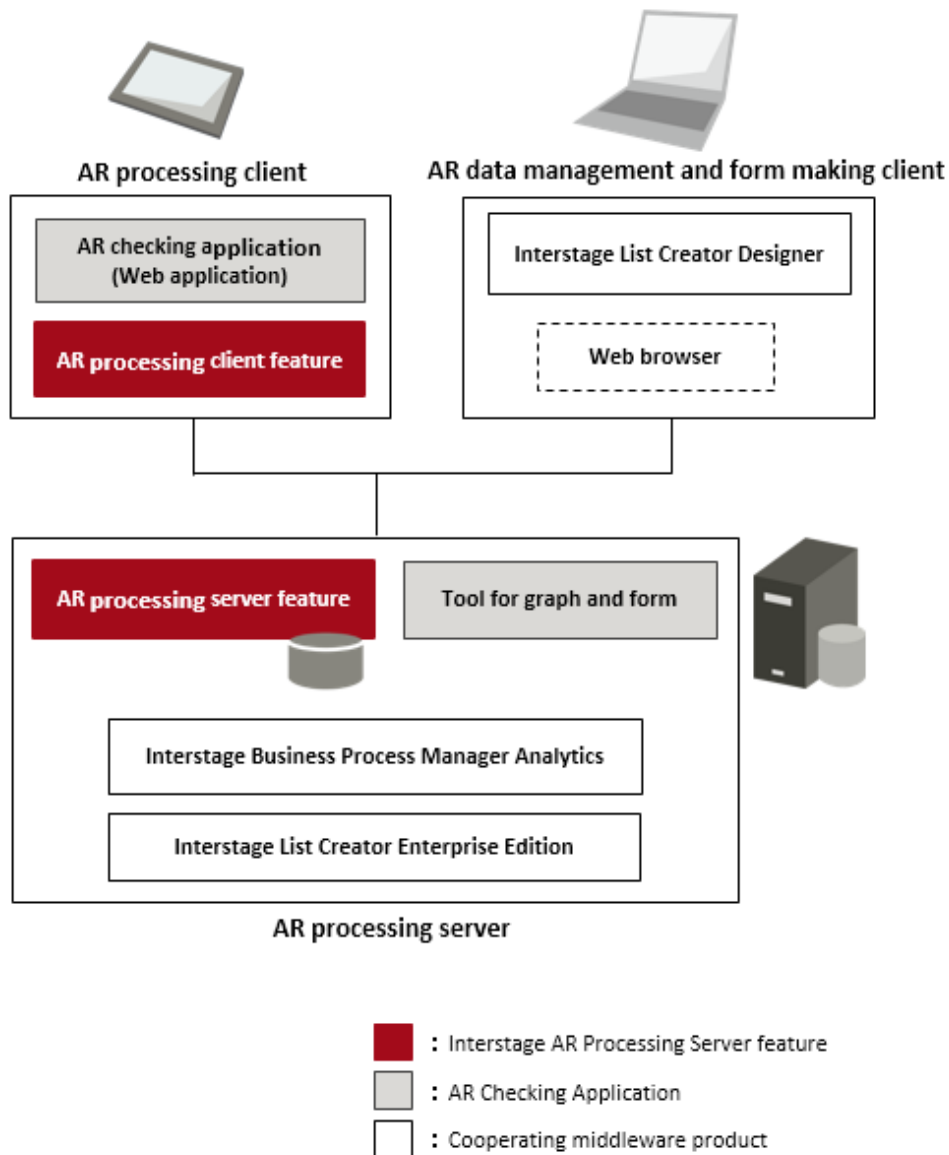 AR processing client
AR data management and form making client
AR checking application
(Web application)
AR processing client feature
Interstage List Creator Designer
Web browser
AR processing server feature
Tool for graph and form
Interstage Business Process Manager Analytics
Interstage List Creator Enterprise Edition
AR processing server
: Interstage AR Processing Server feature
: AR Checking Application
: Cooperating middleware product